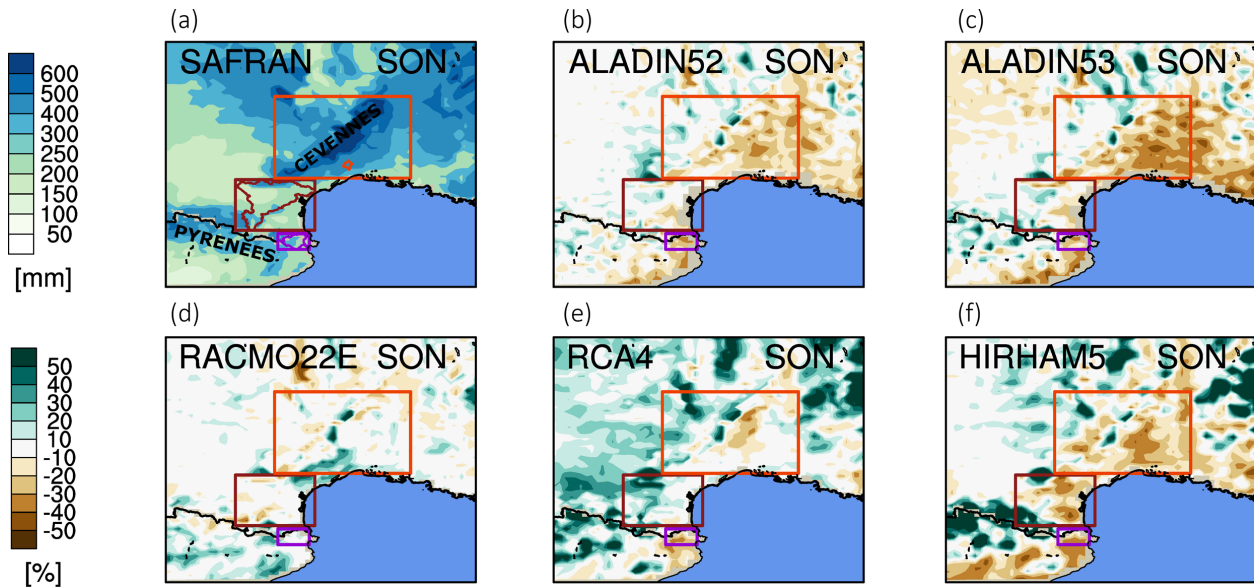 (a)
(b)
(c)
SAFRAN SON
ALADIN52 SON
ALADIN53 SON
600
500
400
300
250
200
150
100
50
[mm]
CEVENNES
PYRENEES
(d)
(e)
(f)
RACMO22E SON
RCA4 SON
HIRHAM5 SON
50
40
30
20
10
-10
-20
-30
-40
-50
[%]